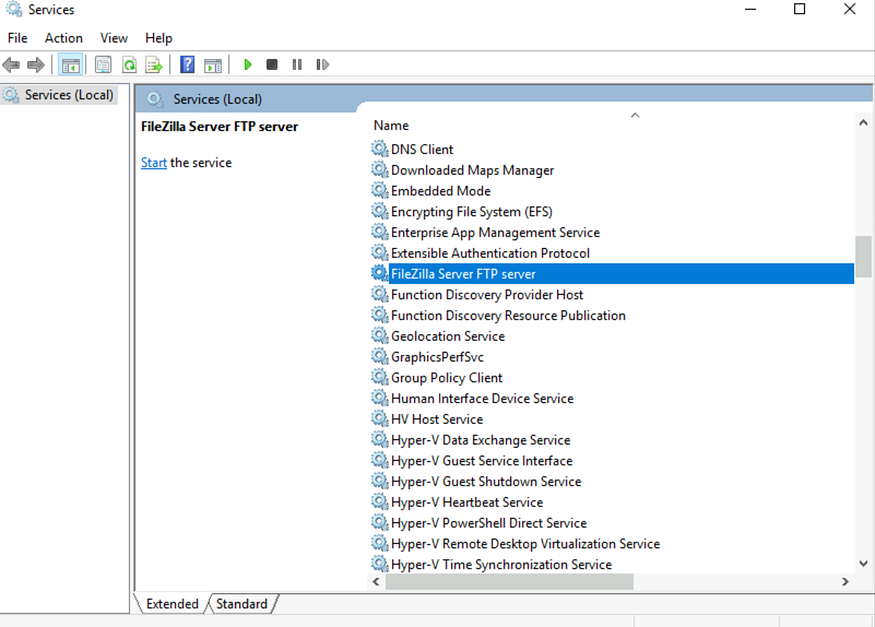 Services
File Action View Help
Services (Local)
Services (Local)
FileZilla Server FTP server
Start the service
Name
DNS Client
Downloaded Maps Manager
Embedded Mode
Encrypting File System (EFS)
Enterprise App Management Service
Extensible Authentication Protocol
FileZilla Server FTP server
Function Discovery Provider Host
Function Discovery Resource Publication
Geolocation Service
GraphicsPerfSvc
Group Policy Client
Human Interface Device Service
HV Host Service
Hyper-V Data Exchange Service
Hyper-V Guest Service Interface
Hyper-V Guest Shutdown Service
Hyper-V Heartbeat Service
Hyper-V PowerShell Direct Service
Hyper-V Remote Desktop Virtualization Service
Hyper-V Time Synchronization Service
Extended Standard